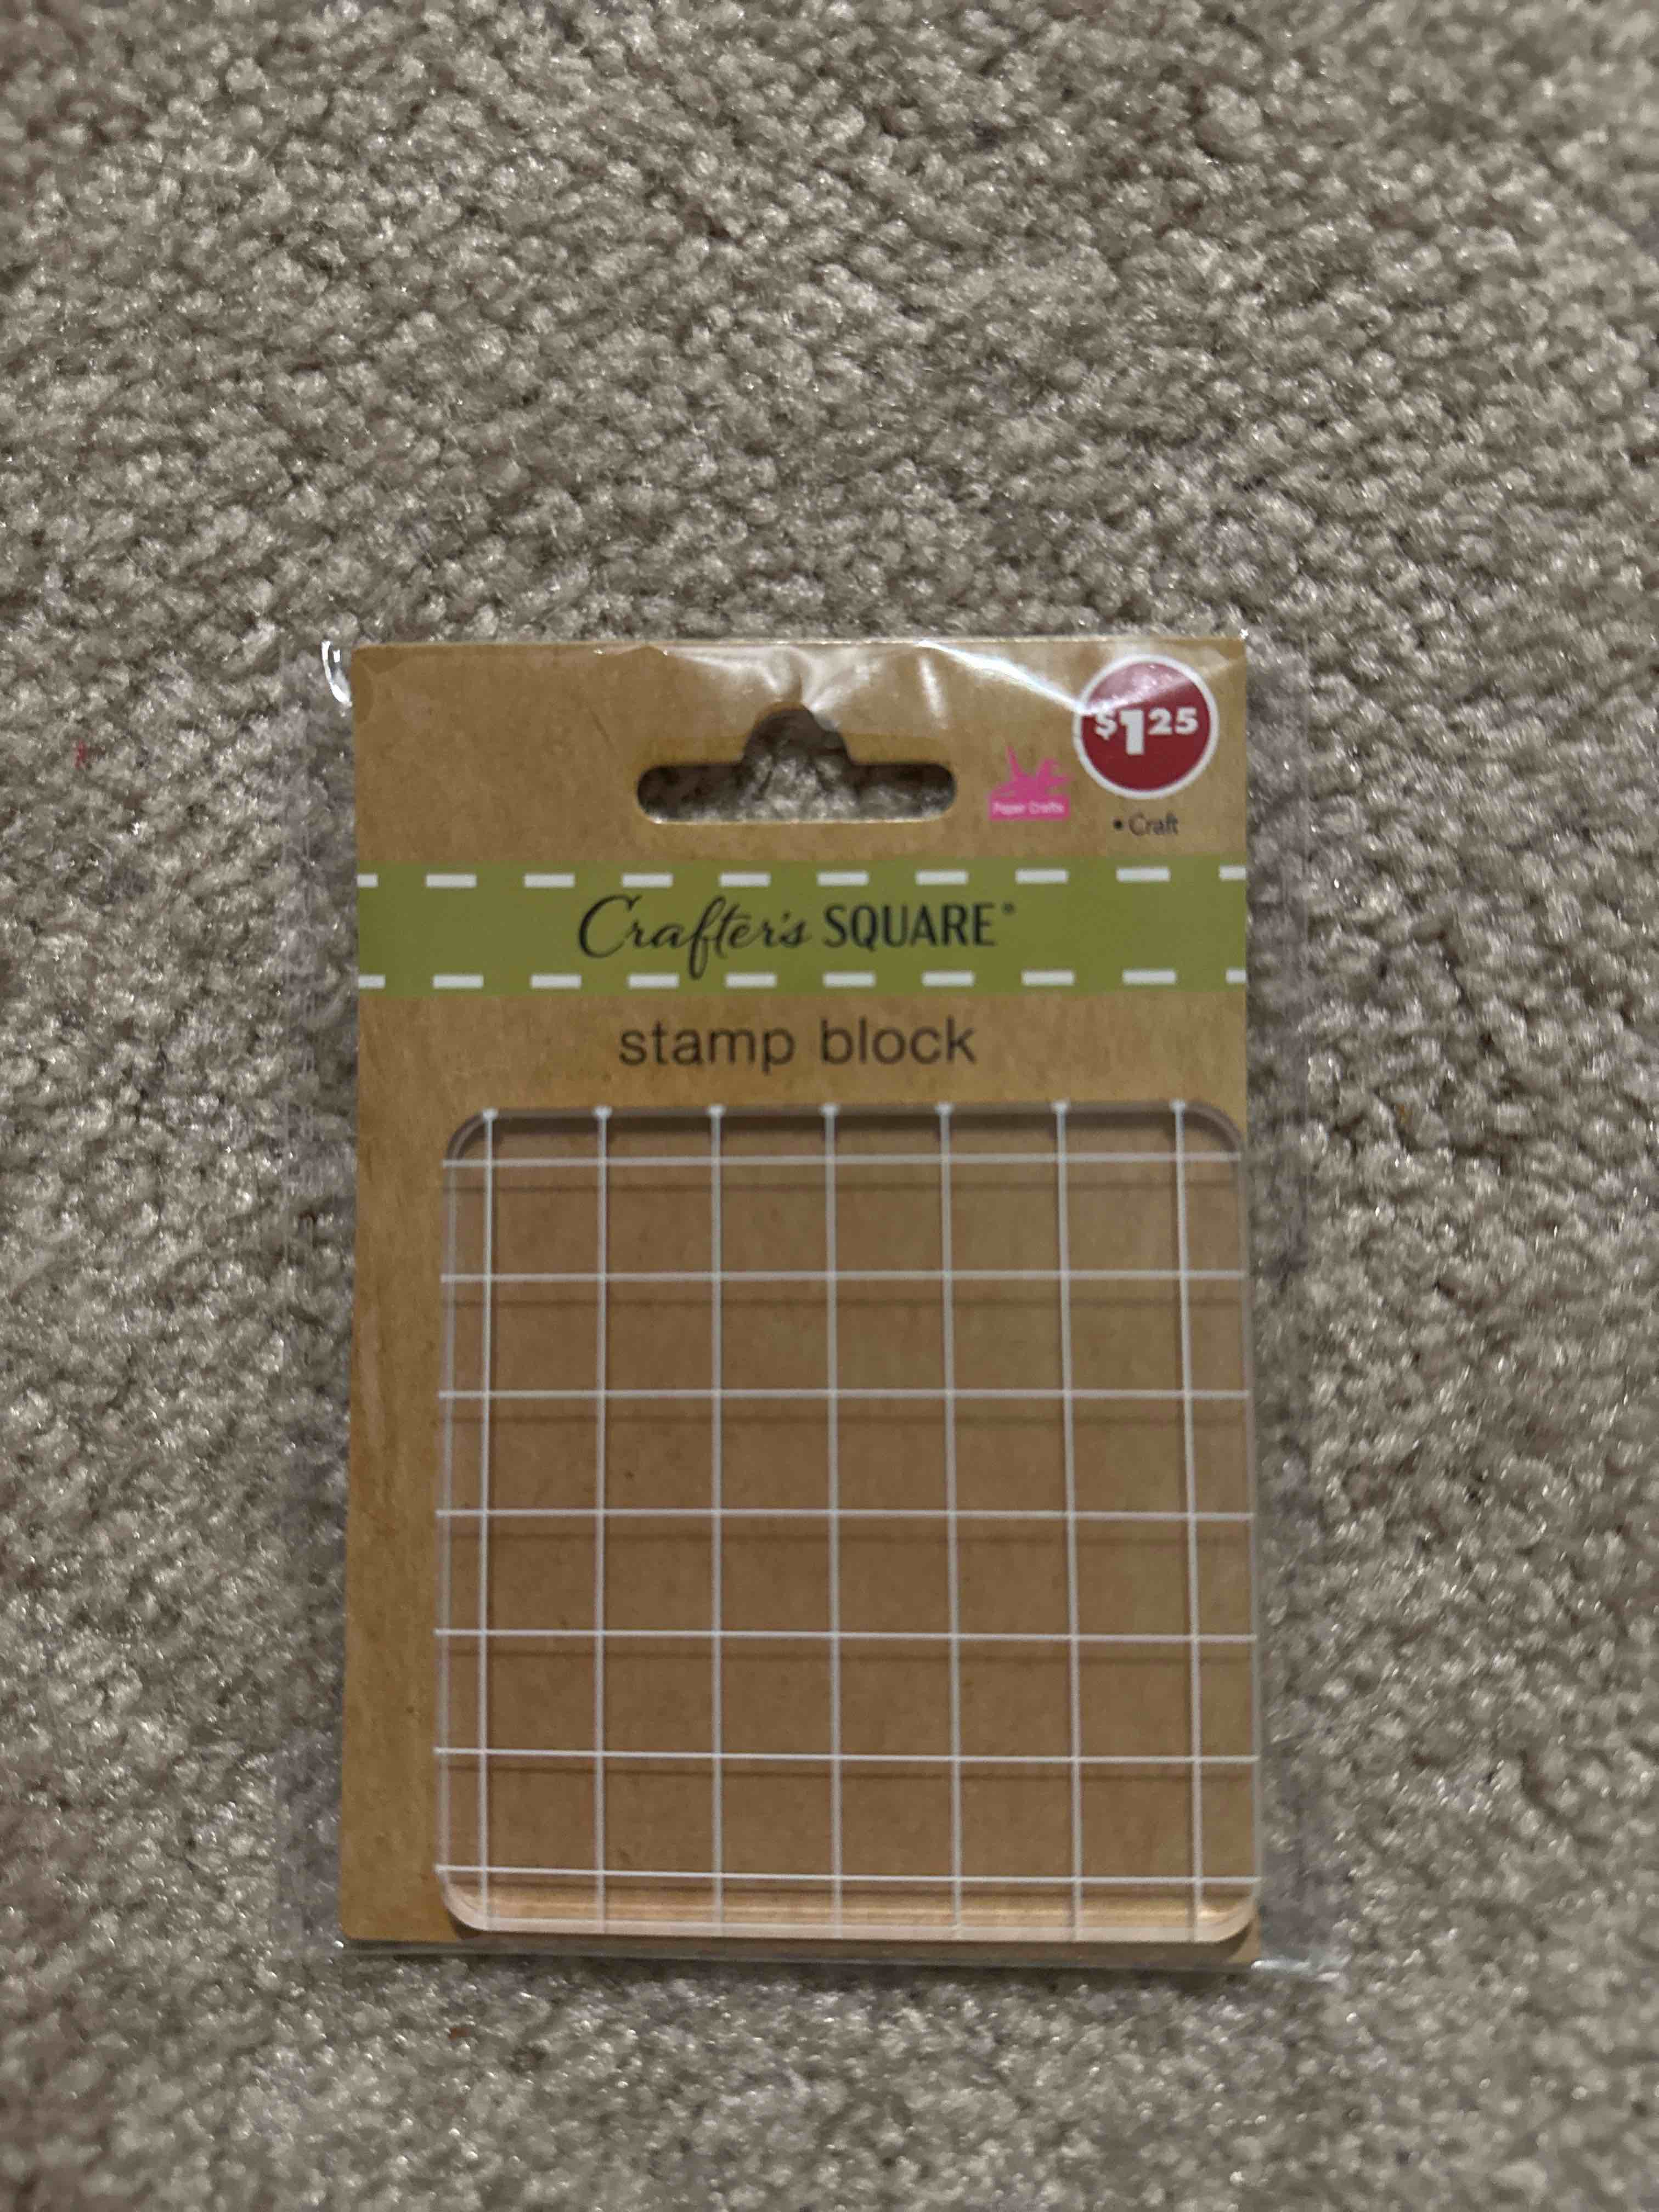 $1.25
Paper Crafts
• Craft
Crafter's SQUARE®
stamp block